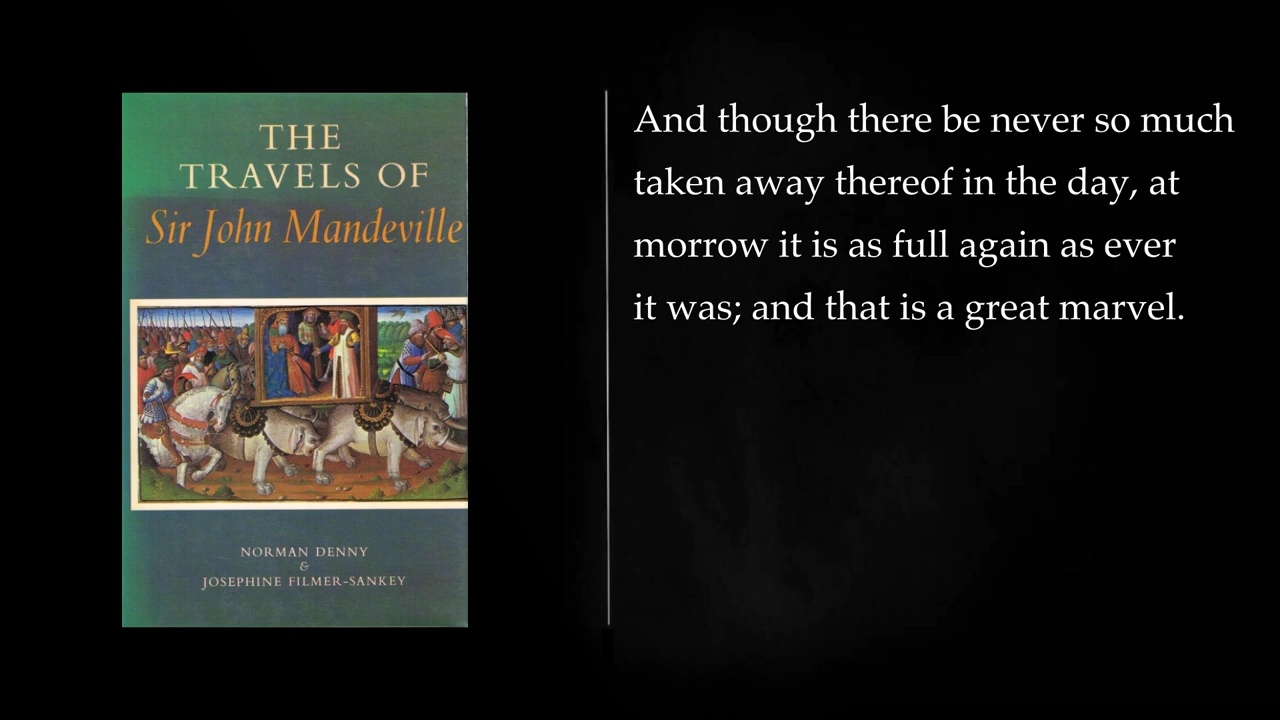 THE
TRAVELS OF
Sir John Mandeville
NORMAN DENNY
&
JOSEPHINE FILMER-SANKEY
And though there be never so much
taken away thereof in the day, at
morrow it is as full again as ever
it was; and that is a great marvel.